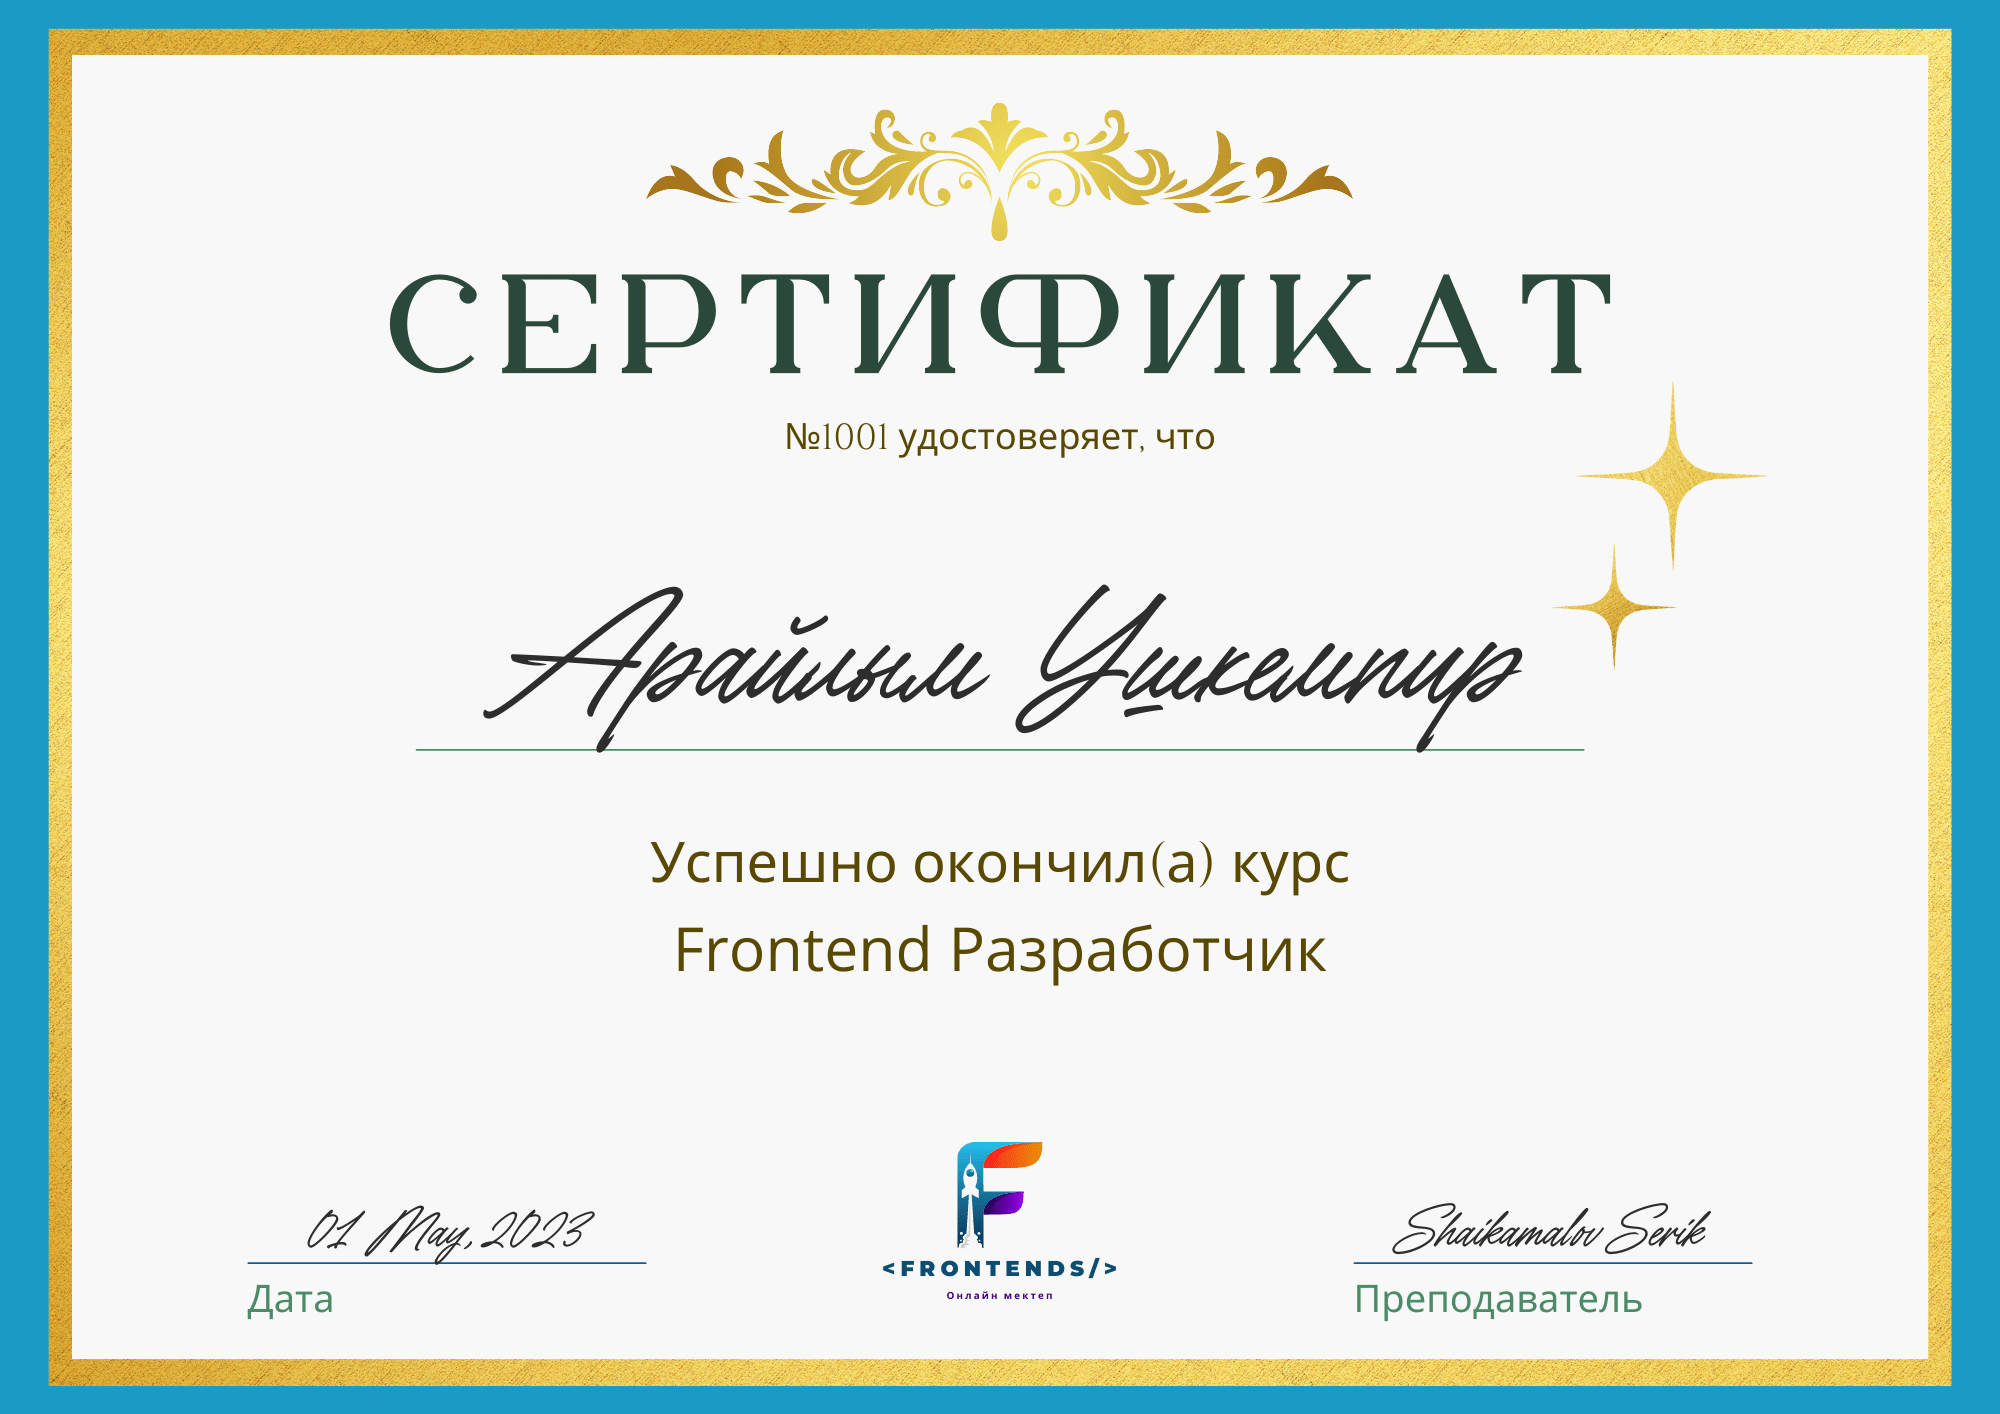 СЕРТИФИКАТ
№1001 удостоверяет, что
Арайлым Ушкемпир
Успешно окончил(а) курс
Frontend Разработчик
01 May, 2023
Дата
<FRONTENDS/>
Онлайн мектеп
Shaikamalov Serik
Преподаватель